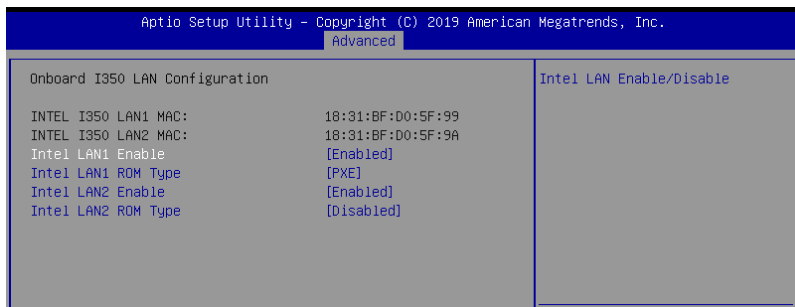 Aptio Setup Utility – Copyright (C) 2019 American Megatrends, Inc.
Advanced
Onboard I350 LAN Configuration
Intel LAN Enable/Disable
INTEL I350 LAN1 MAC: 18:31:BF:D0:5F:99
INTEL I350 LAN2 MAC: 18:31:BF:D0:5F:9A
Intel LAN1 Enable [Enabled]
Intel LAN1 ROM Type [PXE]
Intel LAN2 Enable [Enabled]
Intel LAN2 ROM Type [Disabled]